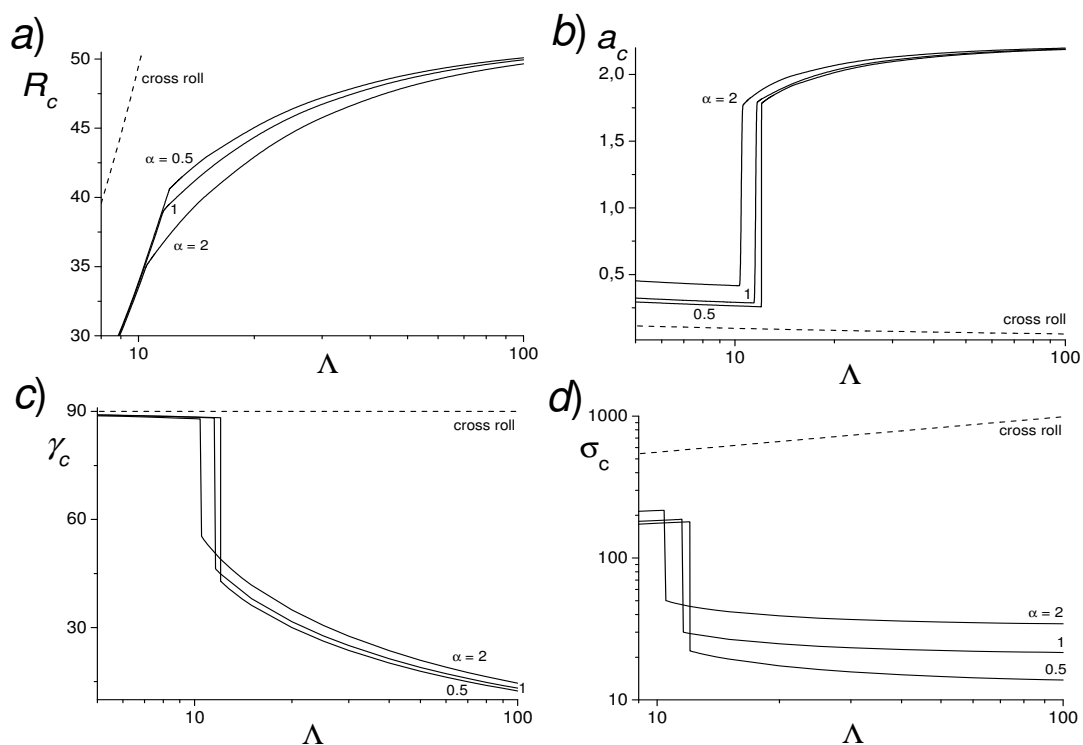 a)
R_c
50
45
40
35
30
cross roll
α = 0.5
1
α = 2
10
100
Λ
b)
a_c
2,0
1,5
1,0
0,5
α = 2
1
0.5
cross roll
10
100
Λ
c)
γ_c
90
60
30
cross roll
α = 2
1
0.5
10
100
Λ
d)
σ_c
1000
100
10
cross roll
α = 2
1
0.5
10
100
Λ